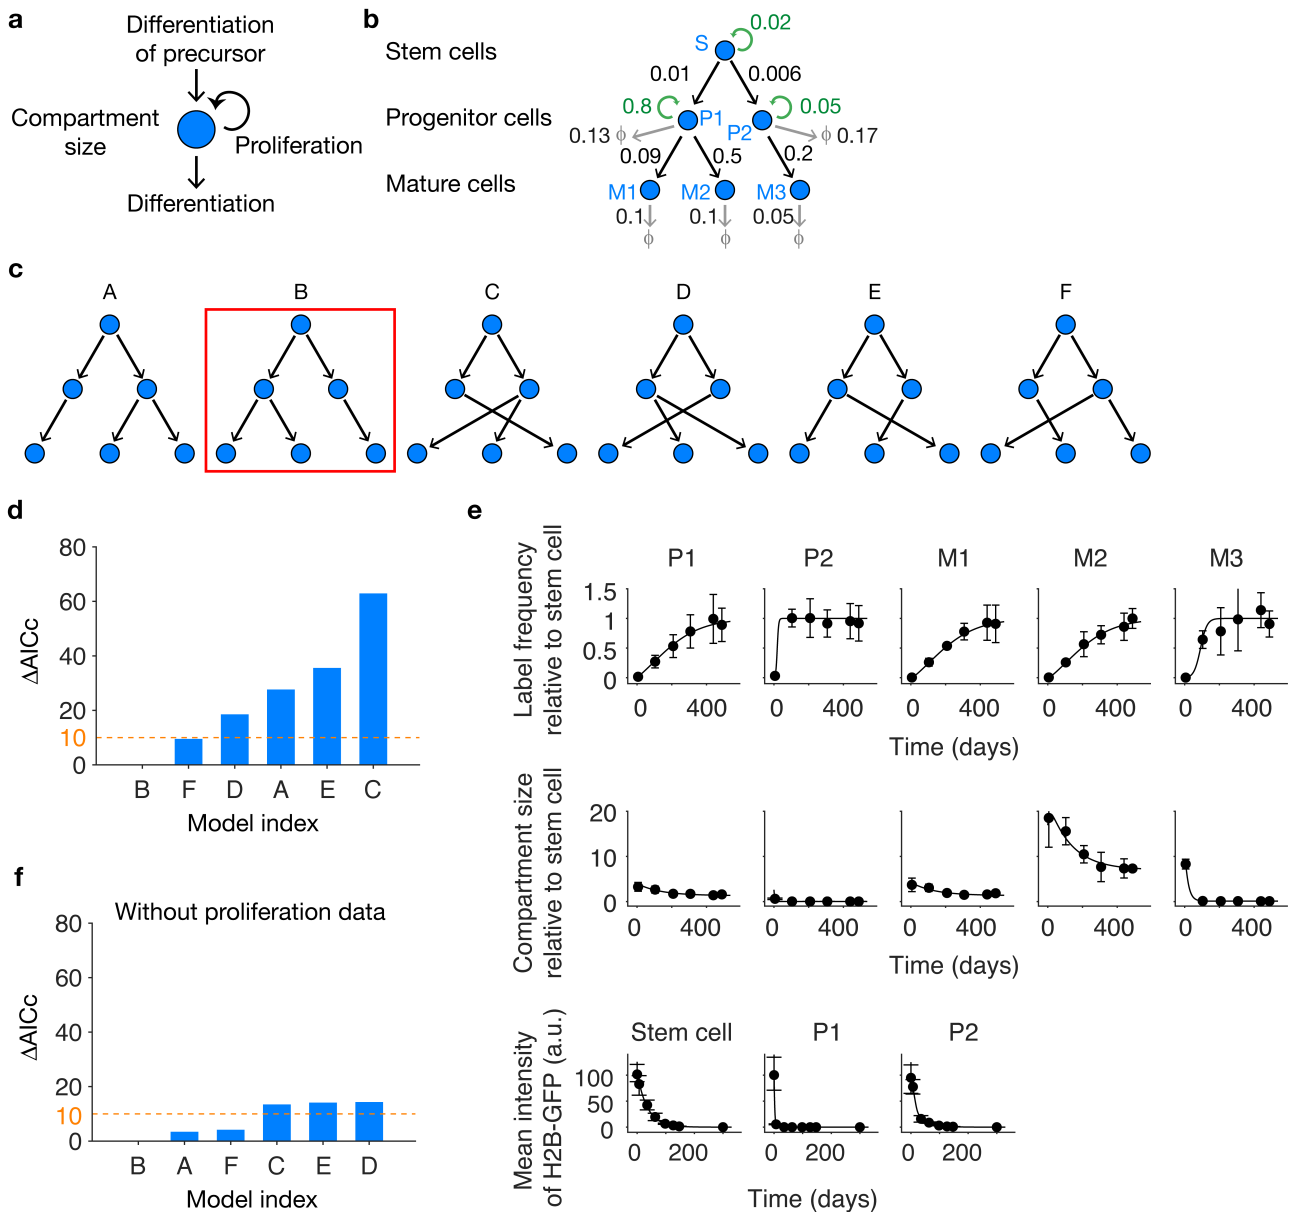 a
Differentiation
of precursor
Compartment
size
Proliferation
Differentiation
b
Stem cells
Progenitor cells
Mature cells
S
0.02
0.01
0.006
0.8
P1
P2
0.05
0.13 ϕ
ϕ 0.17
0.09
0.5
0.2
M1
M2
M3
0.1
0.1
0.05
ϕ
ϕ
ϕ
c
A
B
C
D
E
F
d
80
60
40
20
10
0
ΔAICc
B F D A E C
Model index
e
Label frequency
relative to stem cell
P1
P2
M1
M2
M3
1.5
1
0.5
0
0 400
0 400
0 400
0 400
0 400
Time (days)
Compartment size
relative to stem cell
20
10
0
0 400
0 400
0 400
0 400
0 400
Time (days)
Mean intensity
of H2B-GFP (a.u.)
Stem cell
P1
P2
100
50
0
0 200
0 200
0 200
Time (days)
f
Without proliferation data
80
60
40
20
10
0
ΔAICc
B A F C E D
Model index